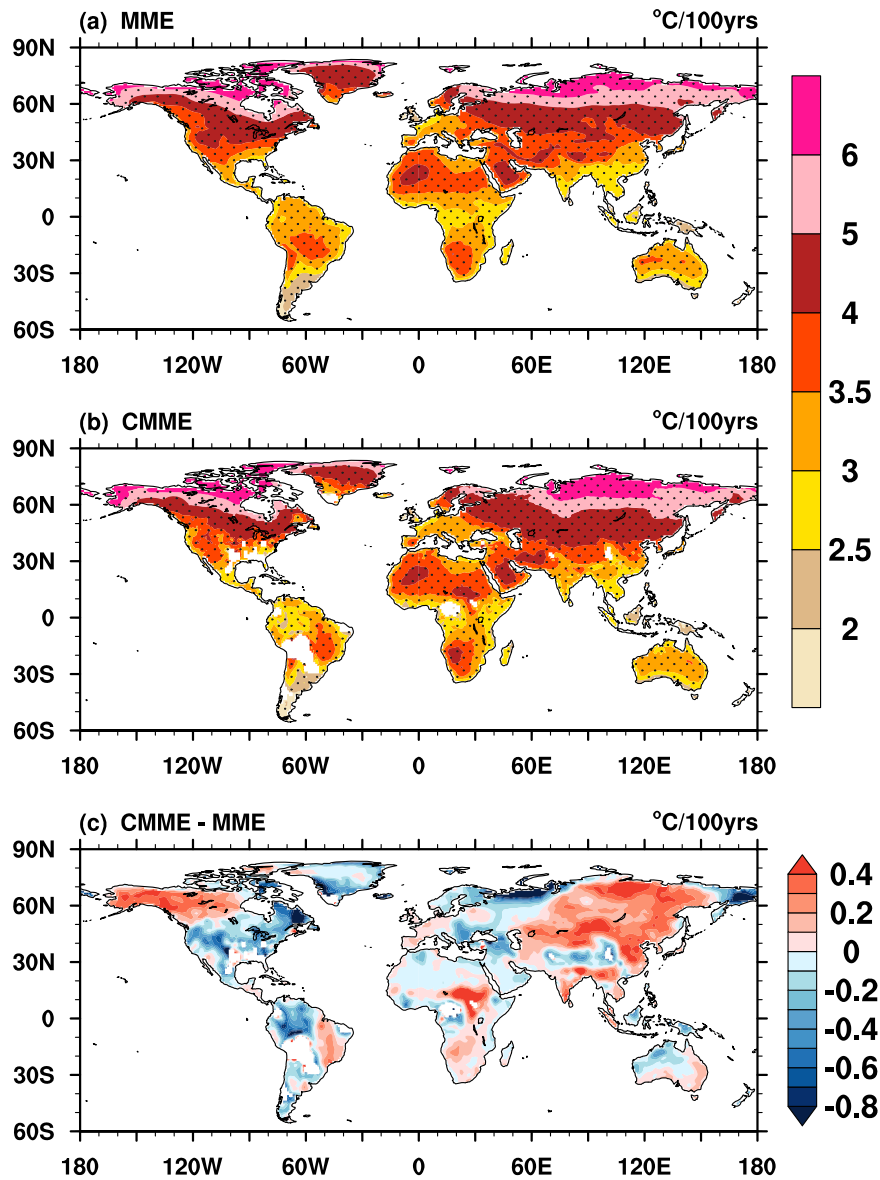 (a) MME °C/100yrs
90N
60N
30N
0
30S
60S
180 120W 60W 0 60E 120E 180
6
5
4
3.5
3
2.5
2
(b) CMME °C/100yrs
90N
60N
30N
0
30S
60S
180 120W 60W 0 60E 120E 180
(c) CMME - MME °C/100yrs
90N
60N
30N
0
30S
60S
180 120W 60W 0 60E 120E 180
0.4
0.2
0
-0.2
-0.4
-0.6
-0.8